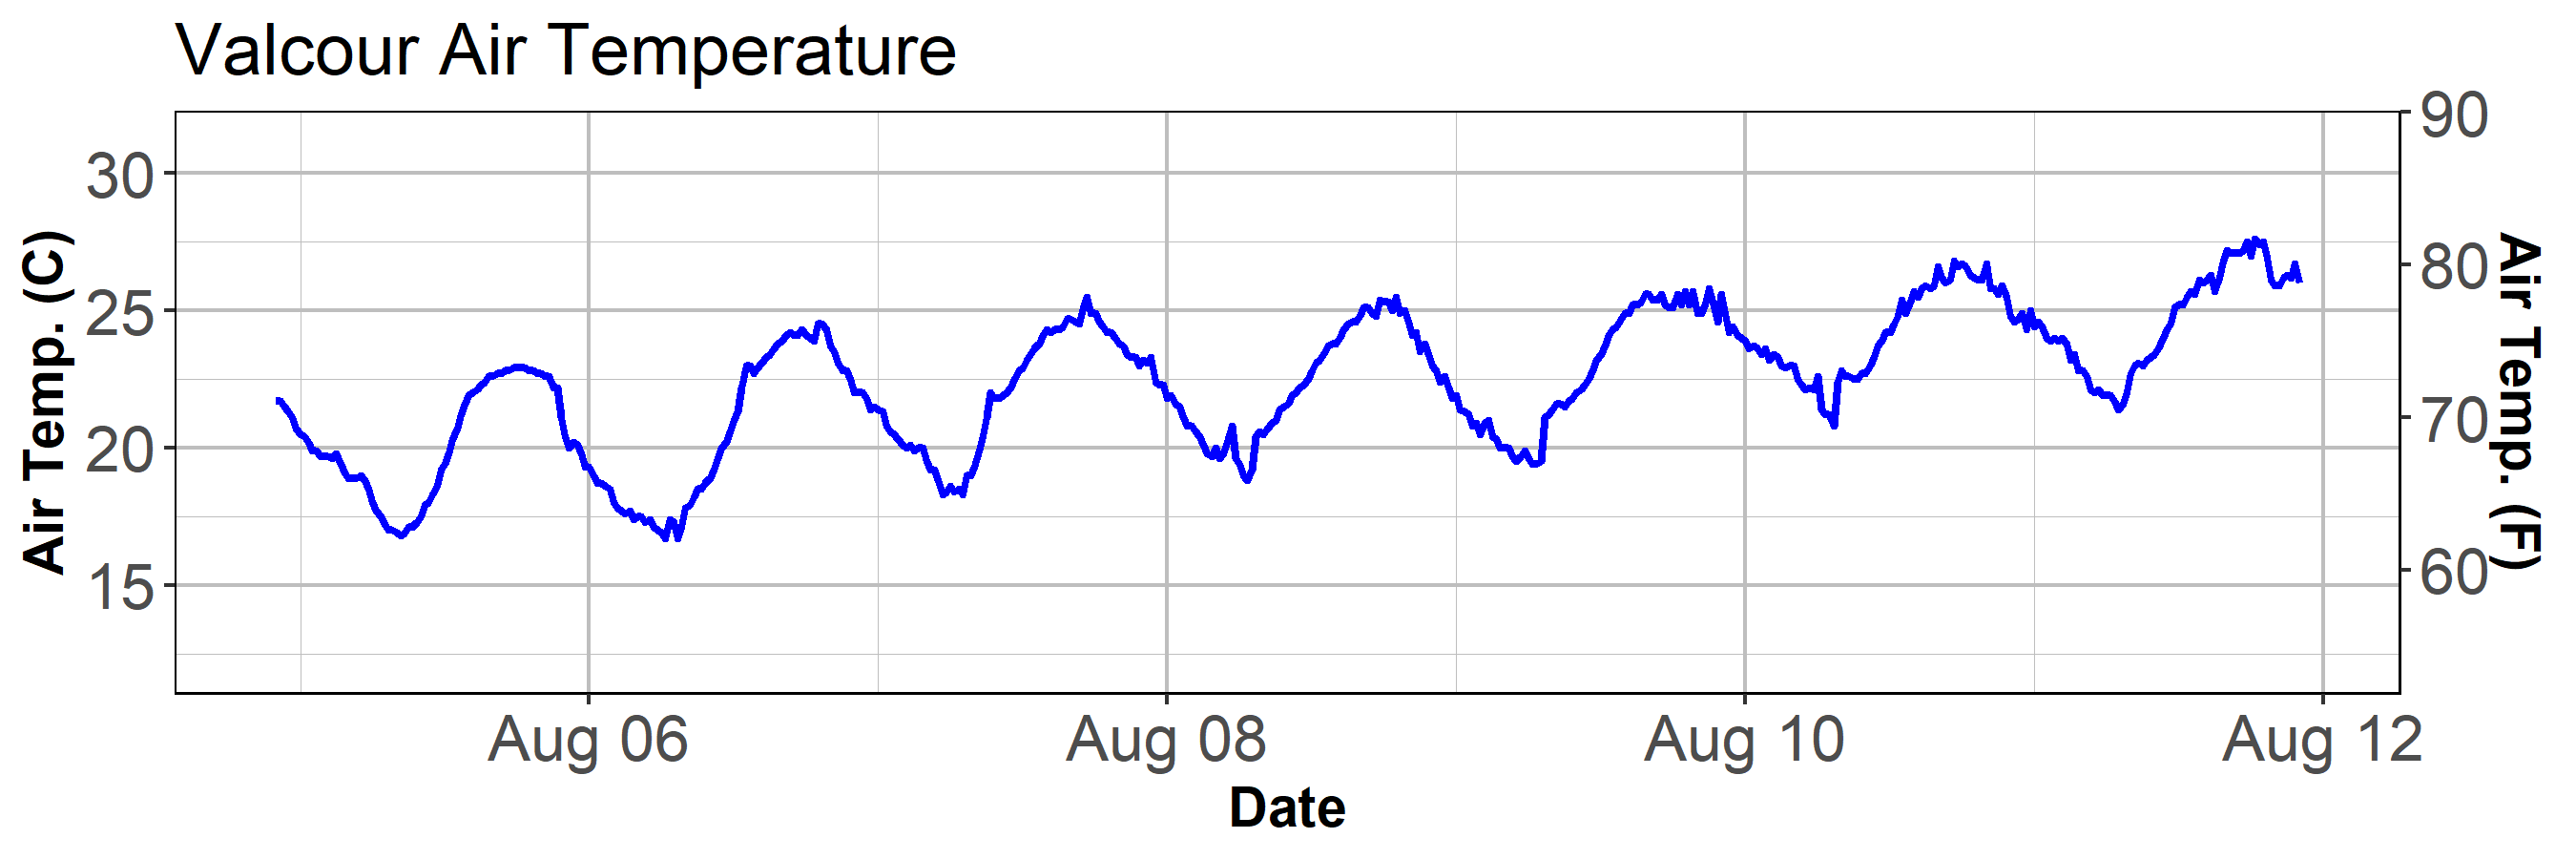 Valcour Air Temperature
Air Temp. (C)
30
25
20
15
90
80
70
60
Air Temp. (F)
Aug 06 Aug 08 Aug 10 Aug 12
Date